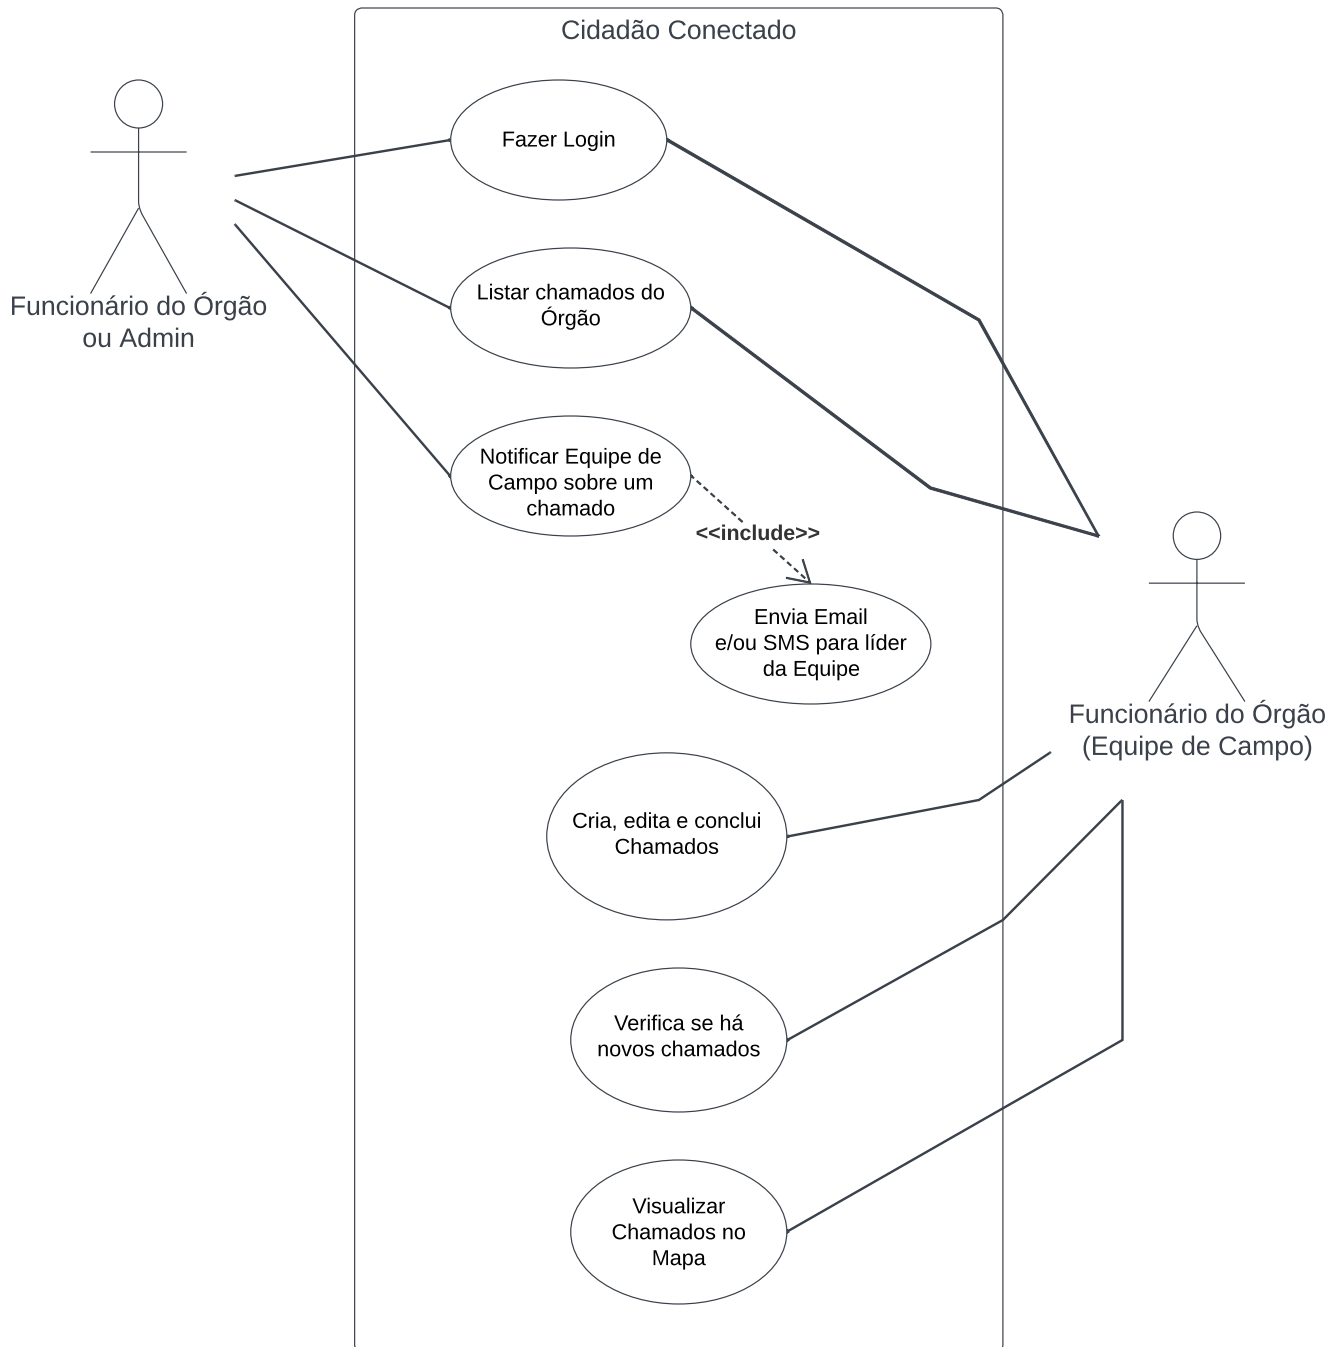 Cidadão Conectado
Fazer Login
Listar chamados do
Órgão
Funcionário do Órgão
ou Admin
Notificar Equipe de
Campo sobre um
chamado
<<include>>
Envia Email
e/ou SMS para líder
da Equipe
Funcionário do Órgão
(Equipe de Campo)
Cria, edita e conclui
Chamados
Verifica se há
novos chamados
Visualizar
Chamados no
Mapa